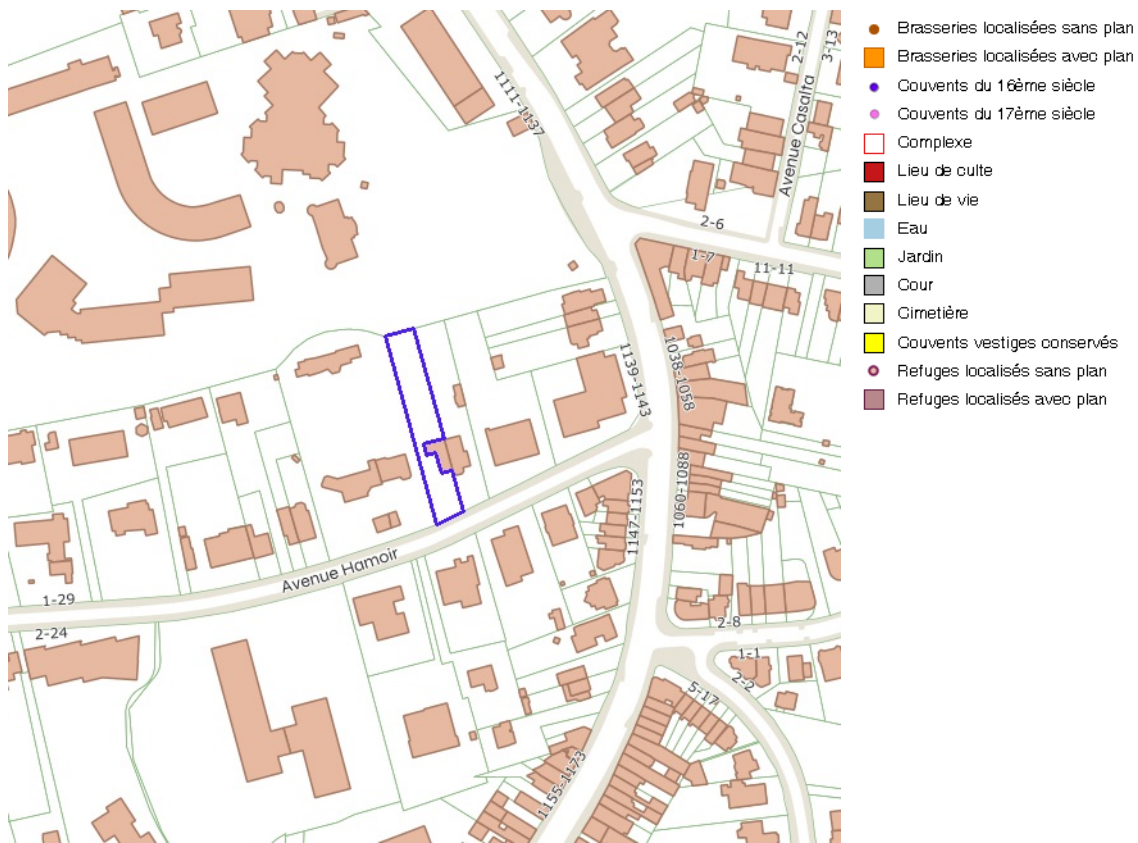 1111-1137
2-12
3-13
Avenue Casalta
2-6
1-7
11-11
1139-1143
1038-1058
1060-1088
1147-1153
Avenue Hamoir
1-29
2-24
2-8
1-1
2-2
5-17
1155-1173
Brasseries localisées sans plan
Brasseries localisées avec plan
Couvents du 16ème siècle
Couvents du 17ème siècle
Complexe
Lieu de culte
Lieu de vie
Eau
Jardin
Cour
Cimetière
Couvents vestiges conservés
Refuges localisés sans plan
Refuges localisés avec plan